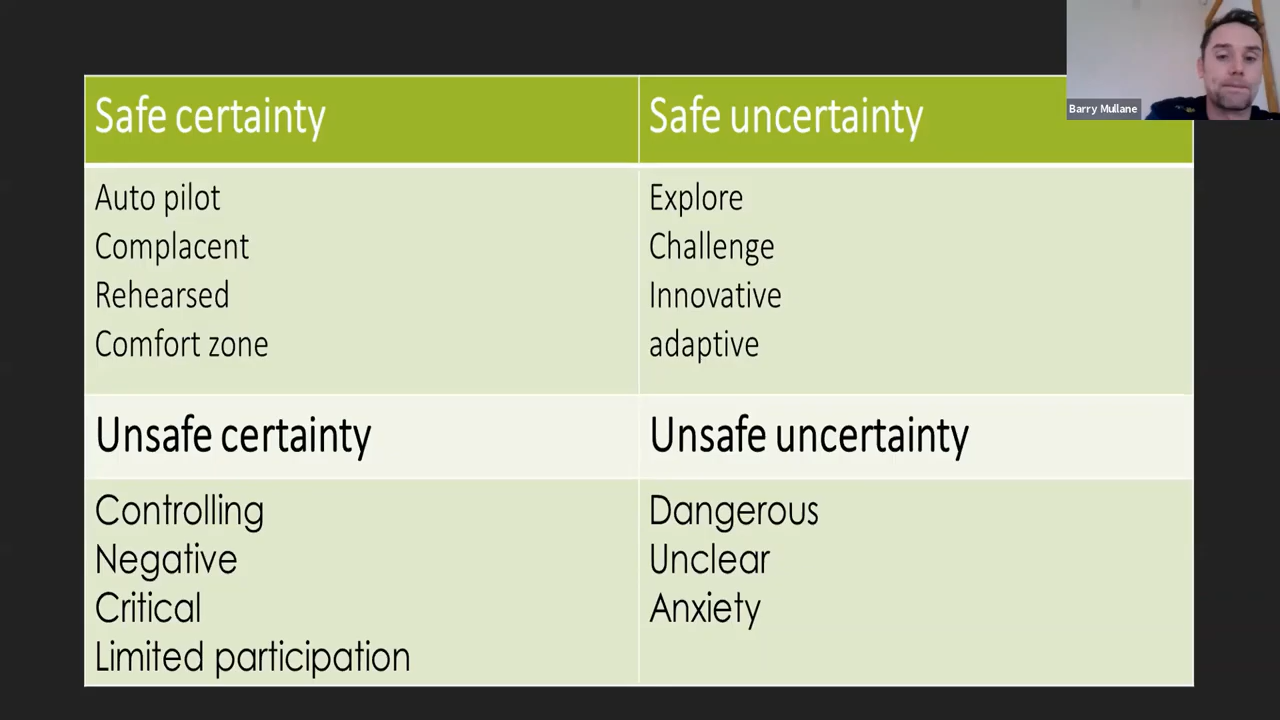 Safe certainty
Safe uncertainty
Auto pilot
Complacent
Rehearsed
Comfort zone
Explore
Challenge
Innovative
adaptive
Unsafe certainty
Unsafe uncertainty
Controlling
Negative
Critical
Limited participation
Dangerous
Unclear
Anxiety
Barry Mullane